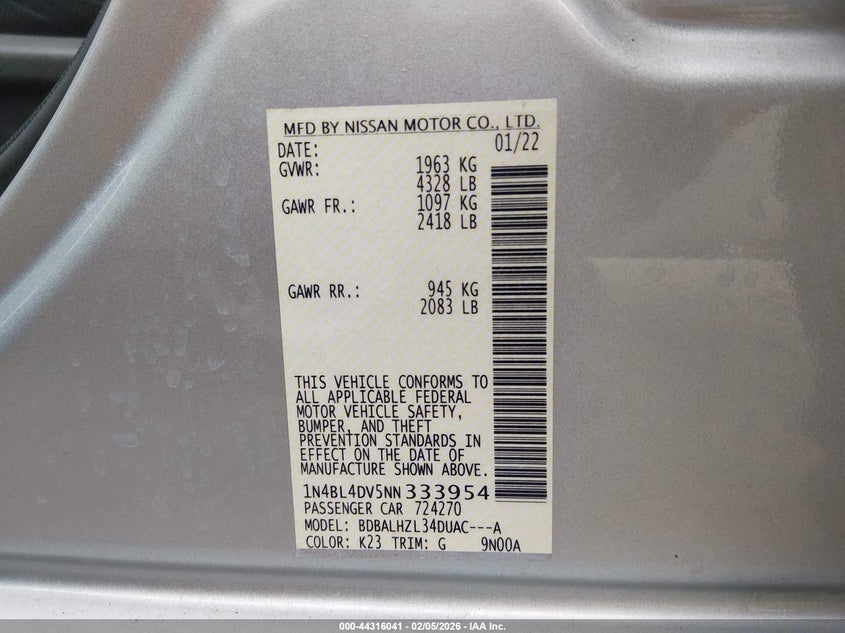 MFD BY NISSAN MOTOR CO., LTD.
DATE: 01/22
GVWR: 1963 KG
4328 LB
GAWR FR.: 1097 KG
2418 LB
GAWR RR.: 945 KG
2083 LB
THIS VEHICLE CONFORMS TO
ALL APPLICABLE FEDERAL
MOTOR VEHICLE SAFETY,
BUMPER, AND THEFT
PREVENTION STANDARDS IN
EFFECT ON THE DATE OF
MANUFACTURE SHOWN ABOVE.
1N4BL4DV5NN333954
PASSENGER CAR 724270
MODEL: BDBALHZL34DUAC---A
COLOR: K23 TRIM: G 9N00A
000-44316041 - 02/05/2026 - IAA Inc.